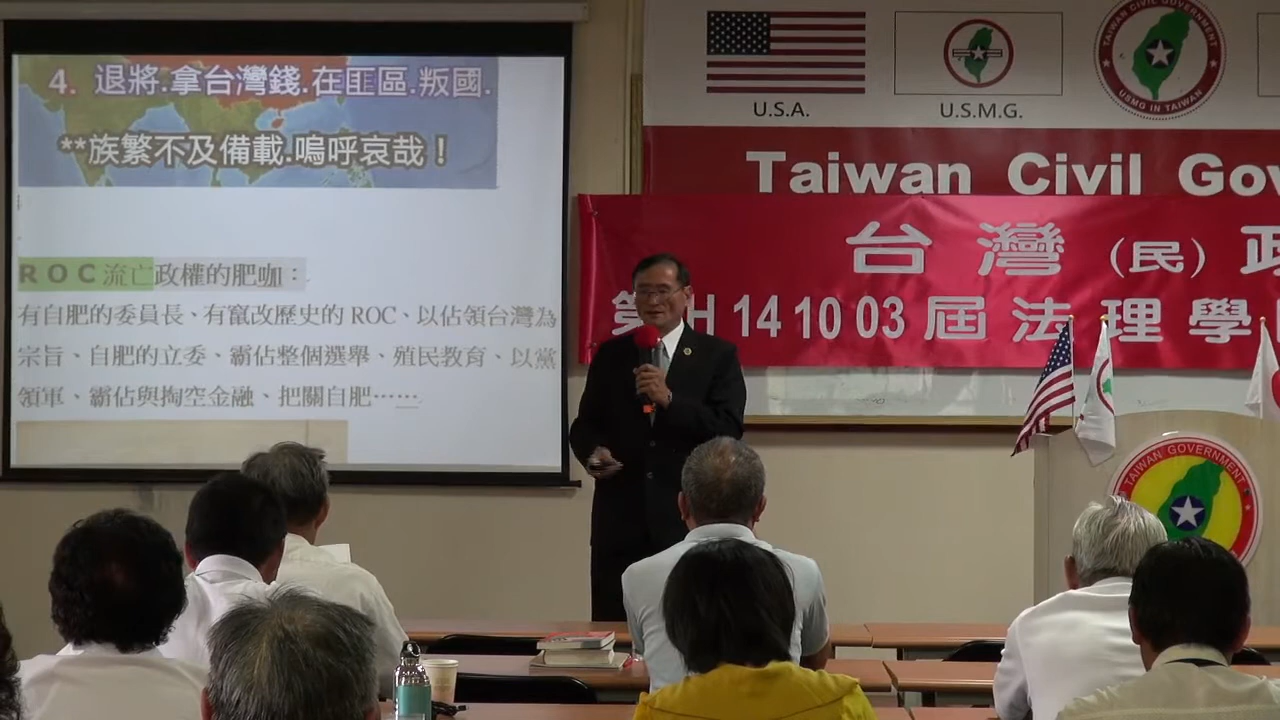 4. 退將.拿台灣錢.在匪區.叛國.
**族繁不及備載.嗚呼哀哉！
ROC流亡政權的肥咖：
有自肥的委員長、有竄改歷史的 ROC、以佔領台灣為
宗旨、自肥的立委、霸佔整個選舉、殖民教育、以黨
領軍、霸佔與掏空金融、把關自肥……
U.S.A.
U.S.M.G.
TAIWAN CIVIL GOVERNMENT
USMG IN TAIWAN
Taiwan Civil Gov
台灣（民）政
第 H 14 10 03 屆 法 理 學
TAIWAN GOVERNMENT